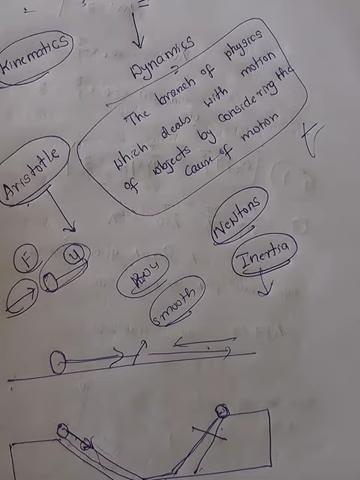 Kinematics
Dynamics
The branch of physics
which deals with motion
of objects by considering the
cause of motion
Aristotle
Newtons
Inertia
F
u
smooth